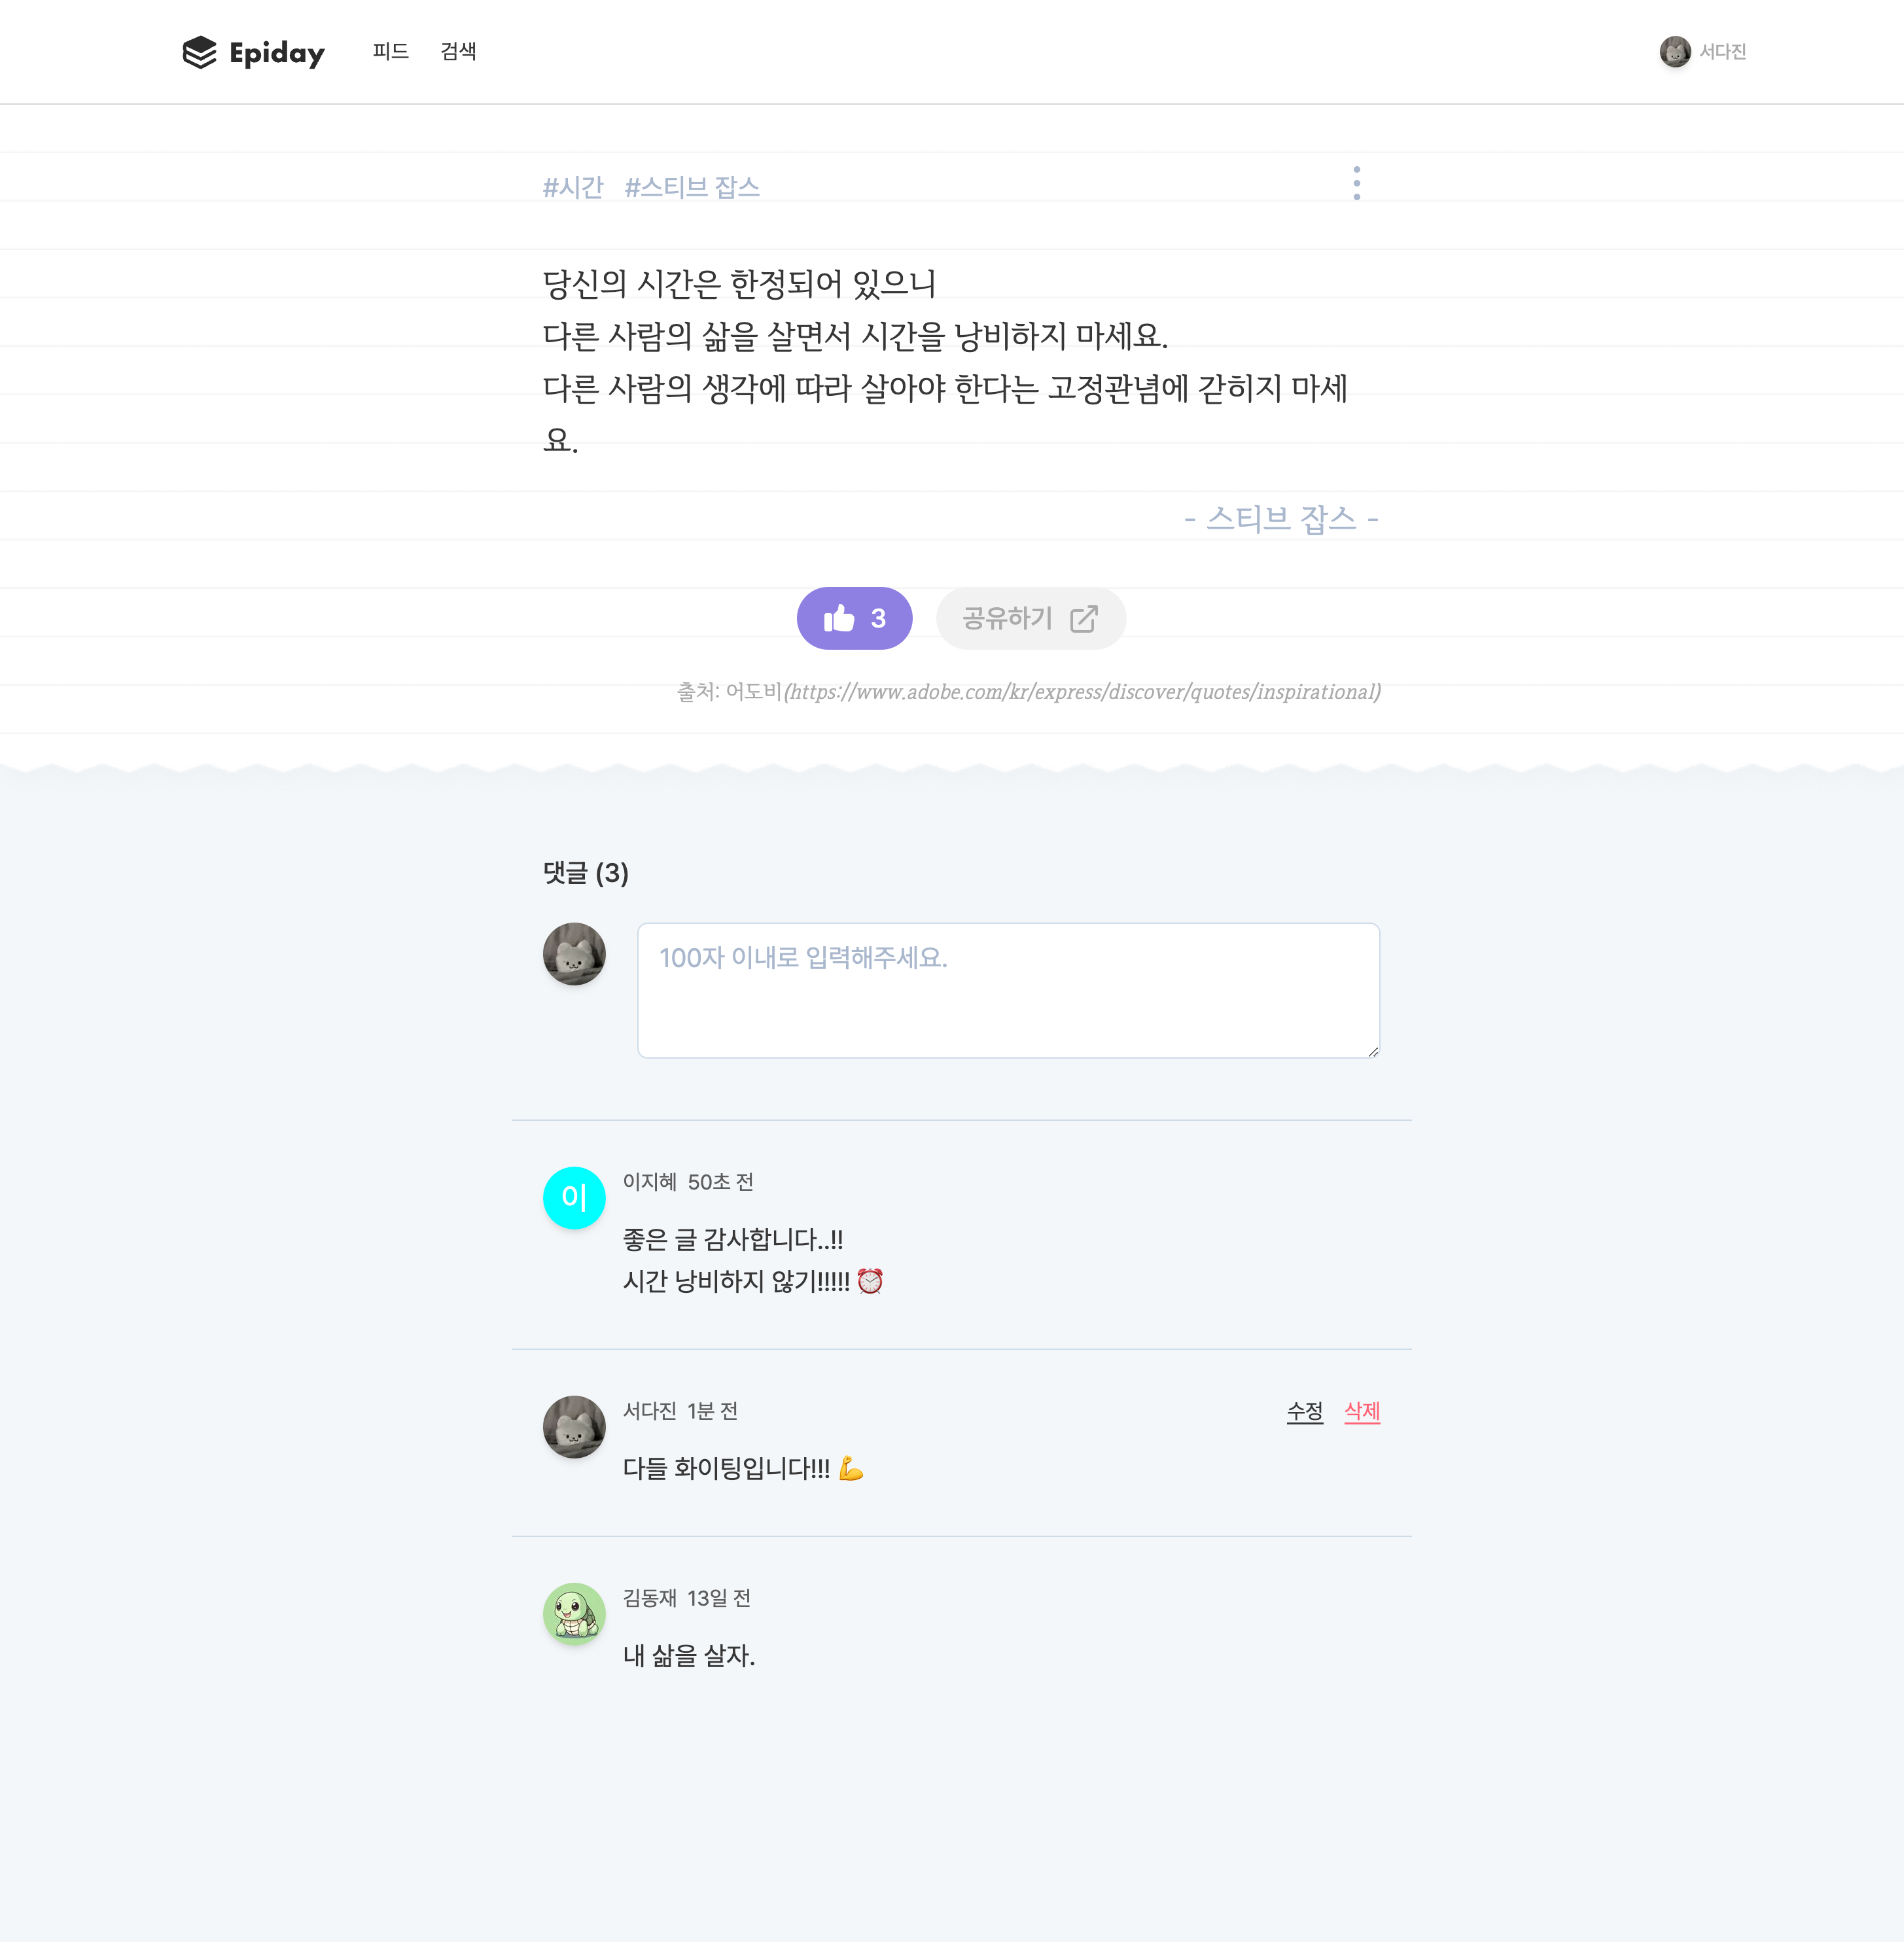 Epiday 피드 검색 서다진
#시간 #스티브 잡스
당신의 시간은 한정되어 있으니
다른 사람의 삶을 살면서 시간을 낭비하지 마세요.
다른 사람의 생각에 따라 살아야 한다는 고정관념에 갇히지 마세
요.
- 스티브 잡스 -
3 공유하기
출처: 어도비(https://www.adobe.com/kr/express/discover/quotes/inspirational)
댓글 (3)
100자 이내로 입력해주세요.
이
이지혜 50초 전
좋은 글 감사합니다..!!
시간 낭비하지 않기!!!!! ⏰
서다진 1분 전 수정 삭제
다들 화이팅입니다!!! 💪
김동재 13일 전
내 삶을 살자.